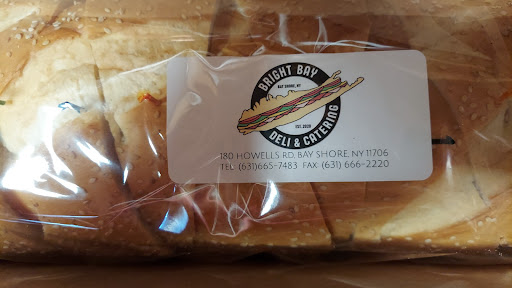 BRIGHT BAY
BAY SHORE, NY
EST. 2020
DELI & CATERING
180 HOWELLS RD, BAY SHORE, NY 11706
TEL: (631)665-7483 FAX: (631) 666-2220